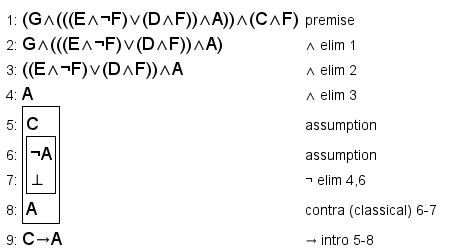 1: (G∧(((E∧¬F)∨(D∧F))∧A))∧(C∧F) premise
2: G∧(((E∧¬F)∨(D∧F))∧A) ∧ elim 1
3: ((E∧¬F)∨(D∧F))∧A ∧ elim 2
4: A ∧ elim 3
5: C assumption
6: ¬A assumption
7: ⊥ ¬ elim 4,6
8: A contra (classical) 6-7
9: C→A → intro 5-8